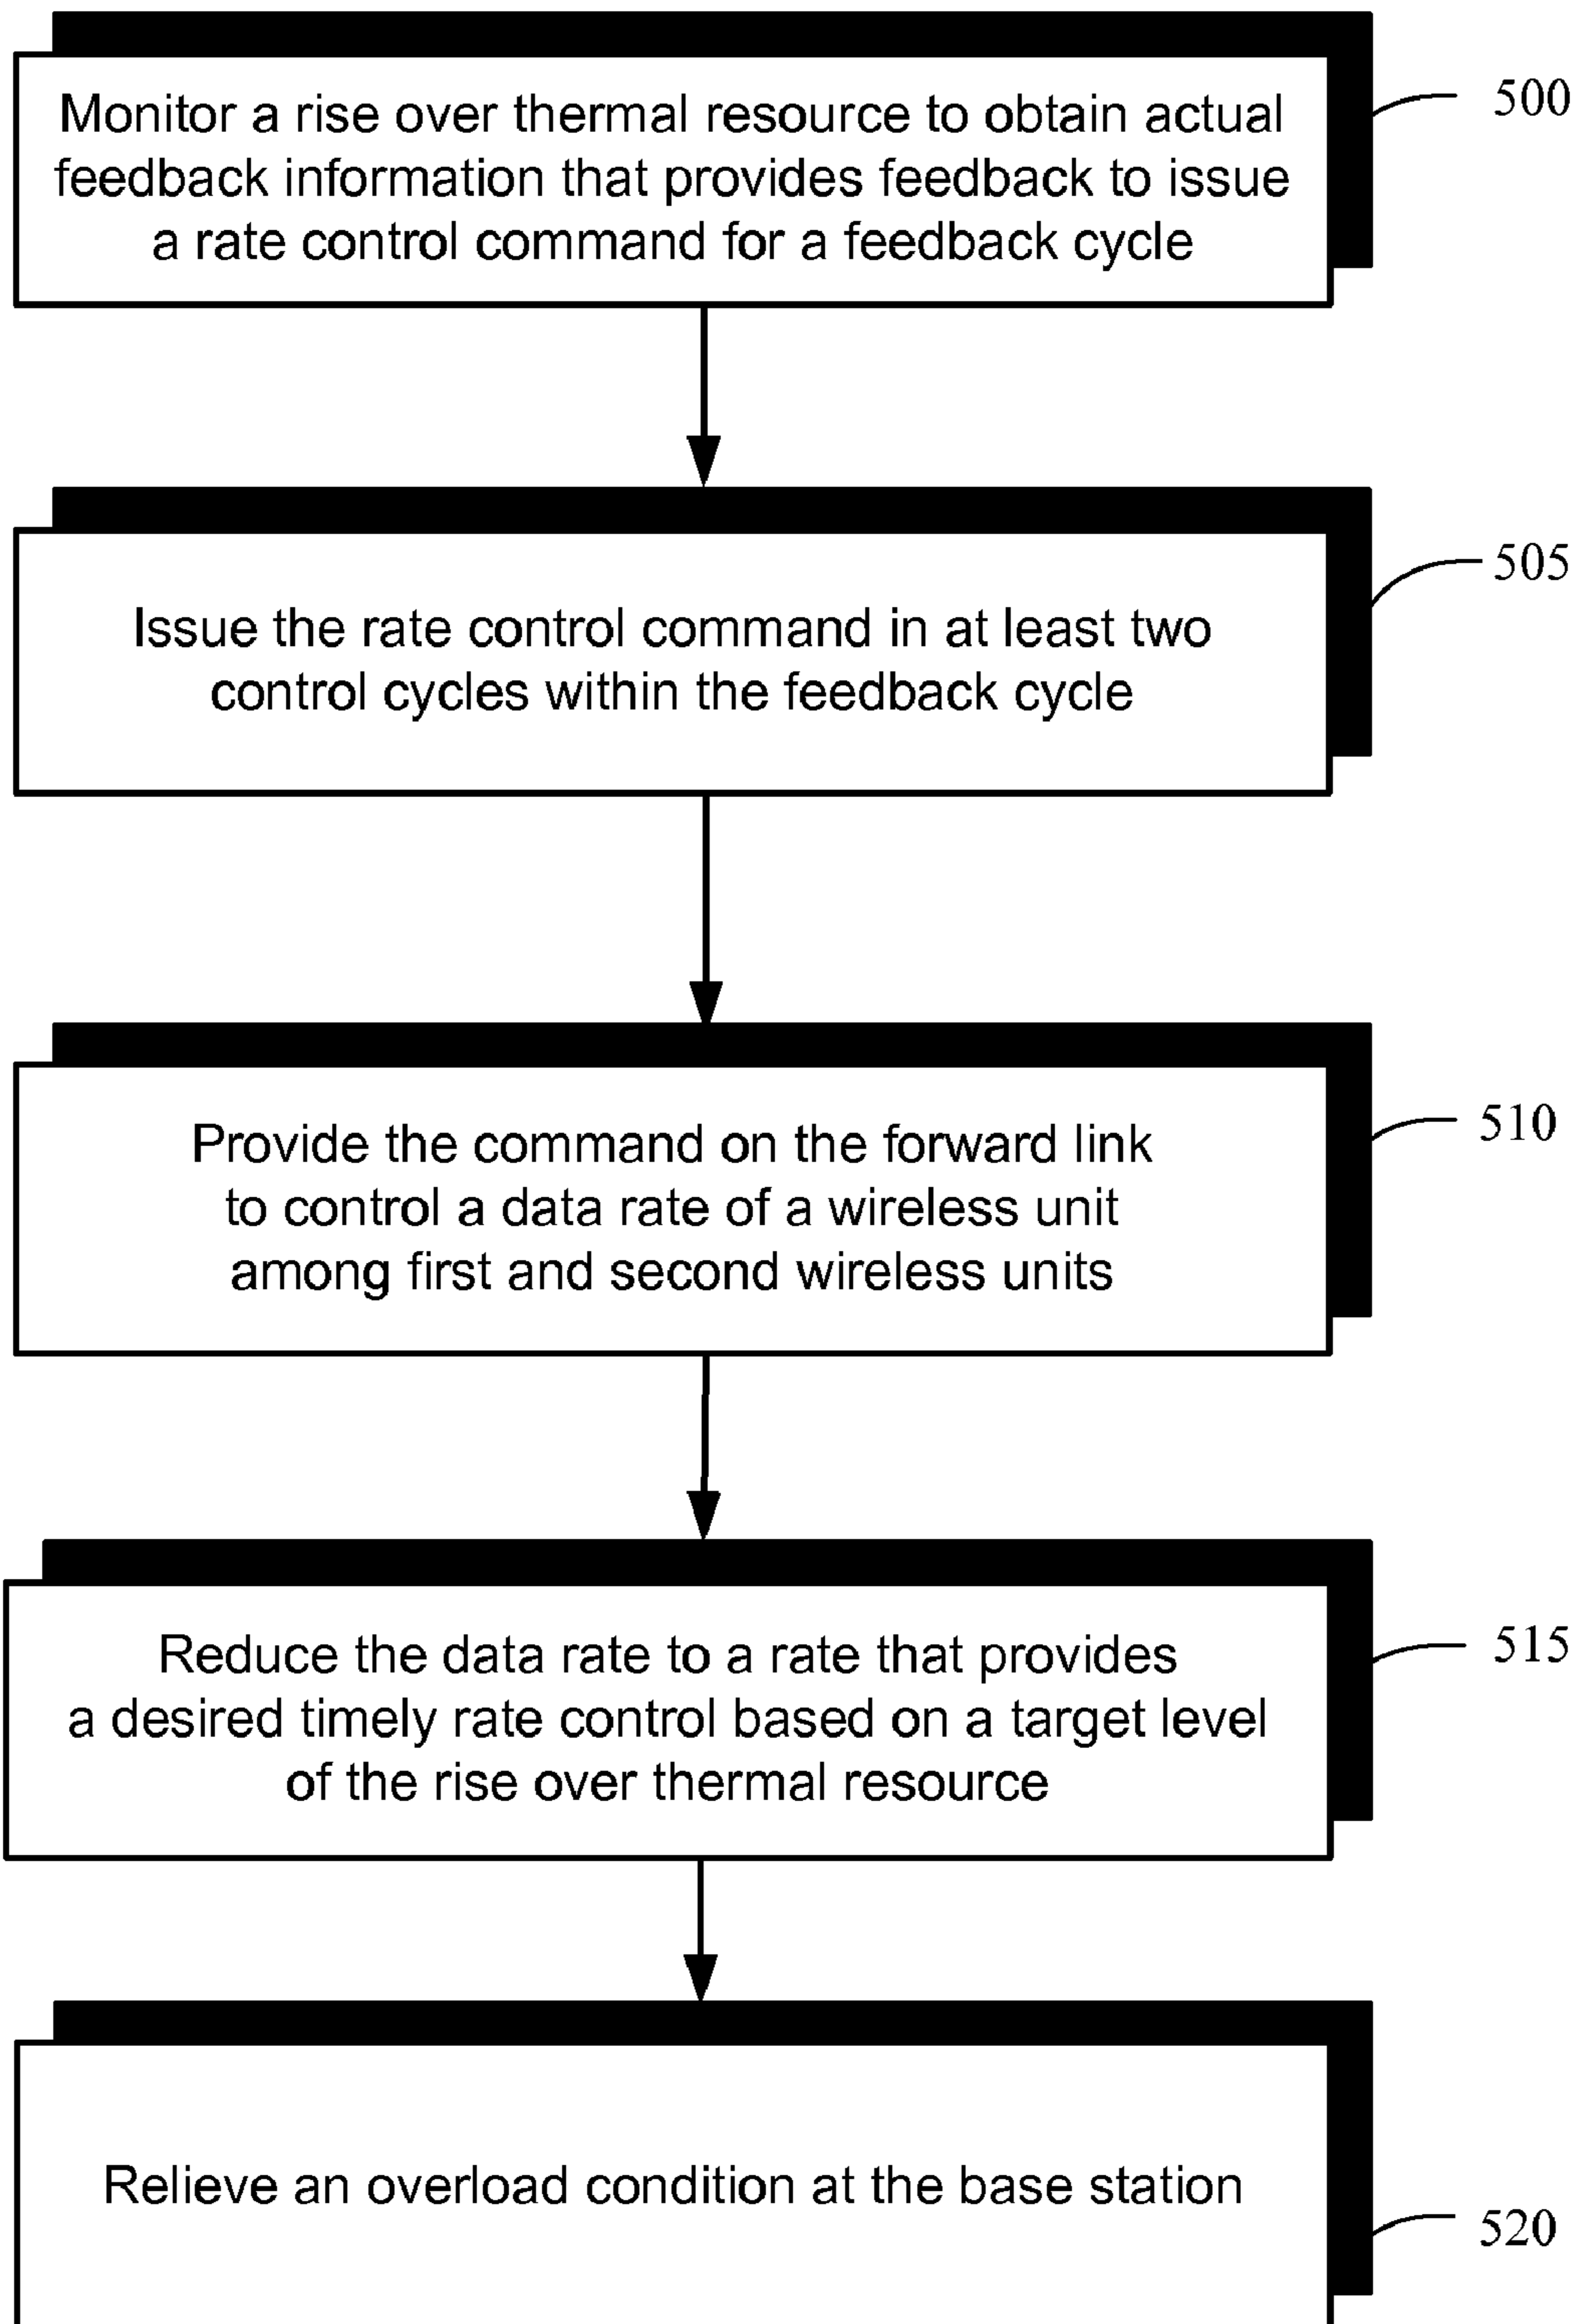 Monitor a rise over thermal resource to obtain actual
feedback information that provides feedback to issue
a rate control command for a feedback cycle
500
Issue the rate control command in at least two
control cycles within the feedback cycle
505
Provide the command on the forward link
to control a data rate of a wireless unit
among first and second wireless units
510
Reduce the data rate to a rate that provides
a desired timely rate control based on a target level
of the rise over thermal resource
515
Relieve an overload condition at the base station
520